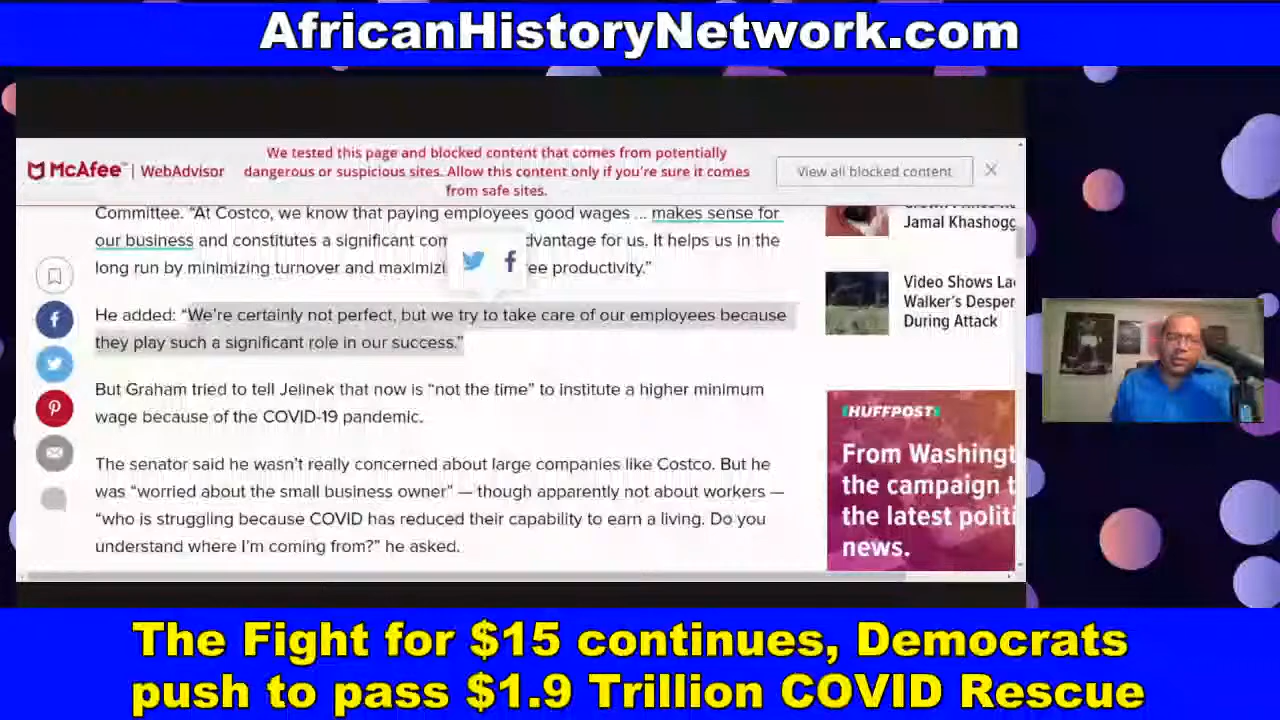 AfricanHistoryNetwork.com
McAfee™ | WebAdvisor
We tested this page and blocked content that comes from potentially
dangerous or suspicious sites. Allow this content only if you're sure it comes
from safe sites.
View all blocked content
Committee. “At Costco, we know that paying employees good wages ... makes sense for
our business and constitutes a significant com dvantage for us. It helps us in the
long run by minimizing turnover and maximizi ee productivity.”
He added: “We’re certainly not perfect, but we try to take care of our employees because
they play such a significant role in our success.”
But Graham tried to tell Jelinek that now is “not the time” to institute a higher minimum
wage because of the COVID-19 pandemic.
The senator said he wasn’t really concerned about large companies like Costco. But he
was “worried about the small business owner” — though apparently not about workers —
“who is struggling because COVID has reduced their capability to earn a living. Do you
understand where I’m coming from?” he asked.
Jamal Khashogg
Video Shows La
Walker's Desper
During Attack
HUFFPOST
From Washingt
the campaign t
the latest politi
news.
The Fight for $15 continues, Democrats
push to pass $1.9 Trillion COVID Rescue